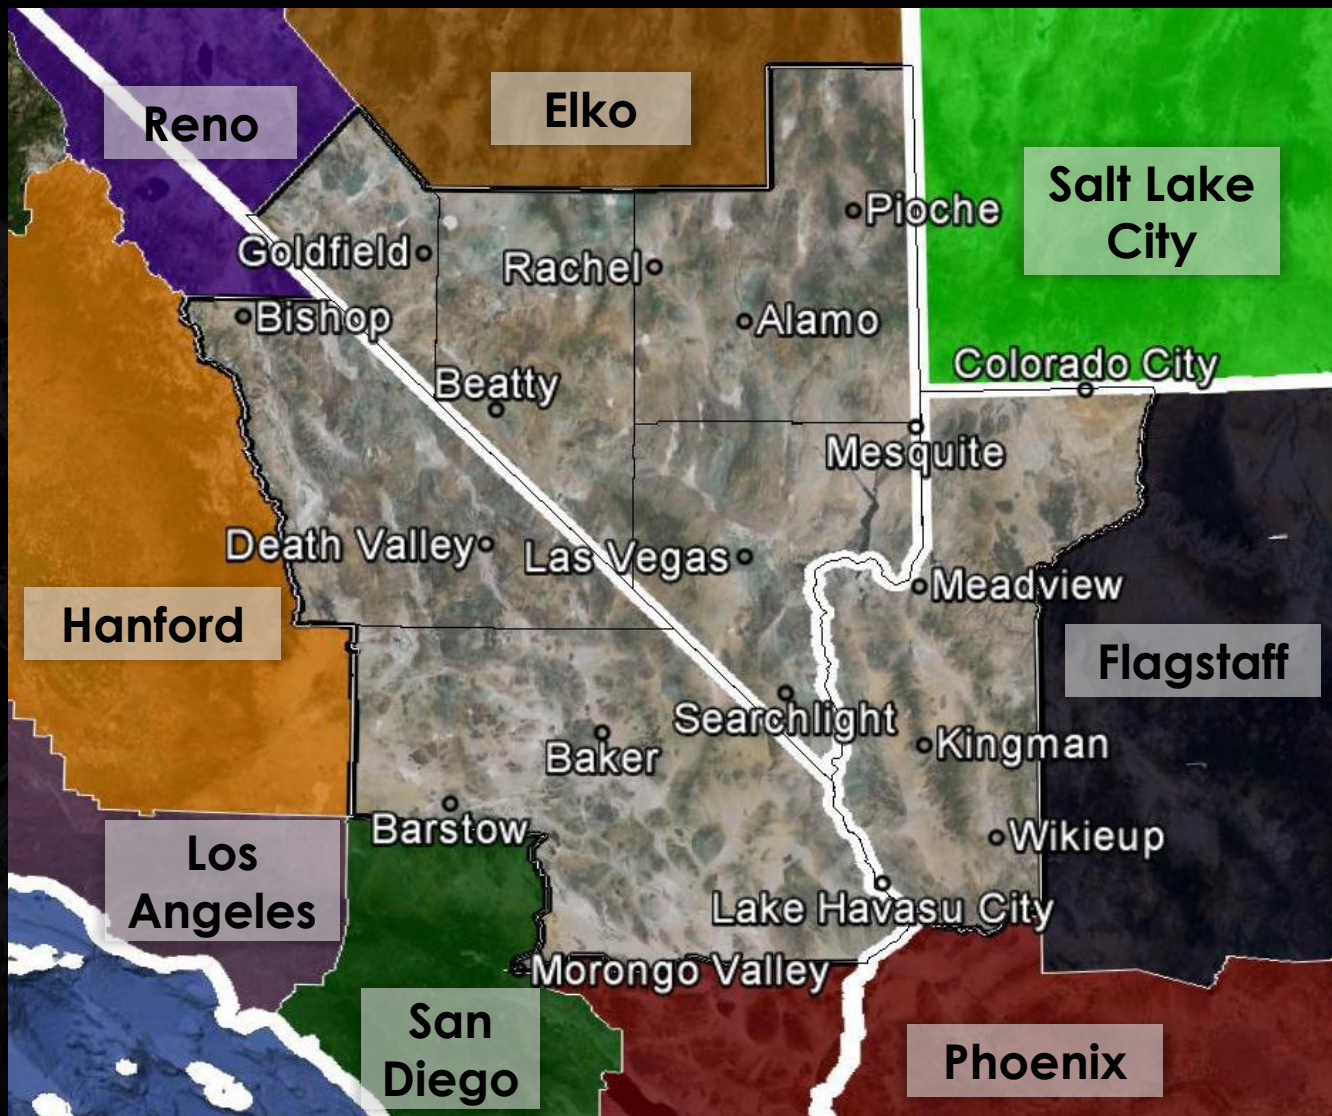 Reno
Elko
Salt Lake
City
Pioche
Goldfield
Rachel
Bishop
Alamo
Colorado City
Beatty
Mesquite
Death Valley
Las Vegas
Meadview
Hanford
Flagstaff
Searchlight
Baker
Kingman
Barstow
Wikieup
Los
Angeles
Lake Havasu City
Morongo Valley
San
Diego
Phoenix